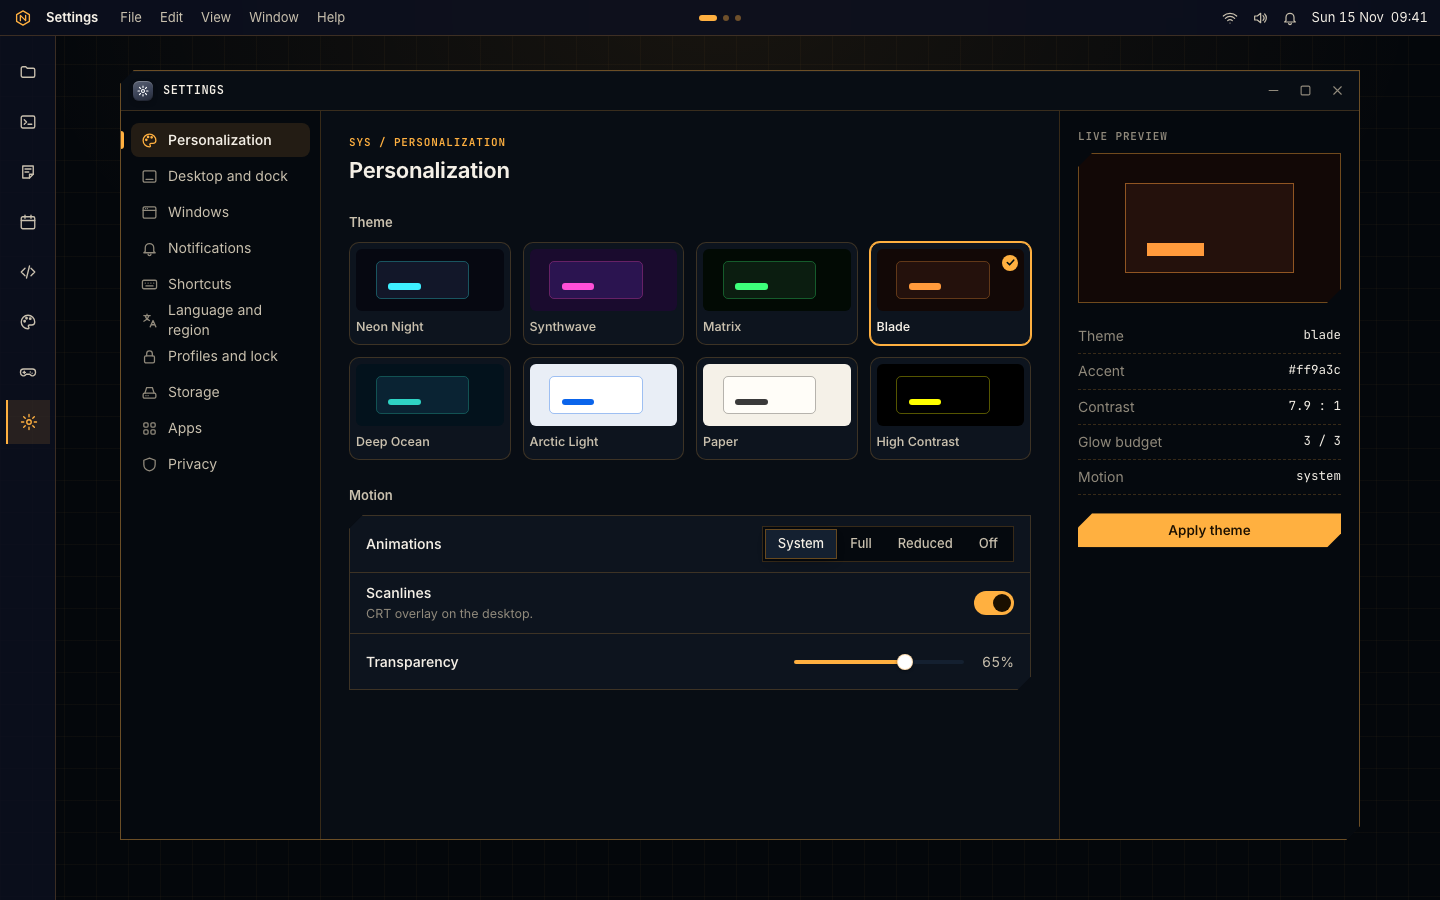 Settings
File
Edit
View
Window
Help
Sun 15 Nov 09:41
SETTINGS
Personalization
Desktop and dock
Windows
Notifications
Shortcuts
Language and
region
Profiles and lock
Storage
Apps
Privacy
SYS / PERSONALIZATION
Personalization
Theme
Neon Night
Synthwave
Matrix
Blade
Deep Ocean
Arctic Light
Paper
High Contrast
Motion
Animations
System
Full
Reduced
Off
Scanlines
CRT overlay on the desktop.
Transparency
65%
LIVE PREVIEW
Theme
blade
Accent
#ff9a3c
Contrast
7.9 : 1
Glow budget
3 / 3
Motion
system
Apply theme